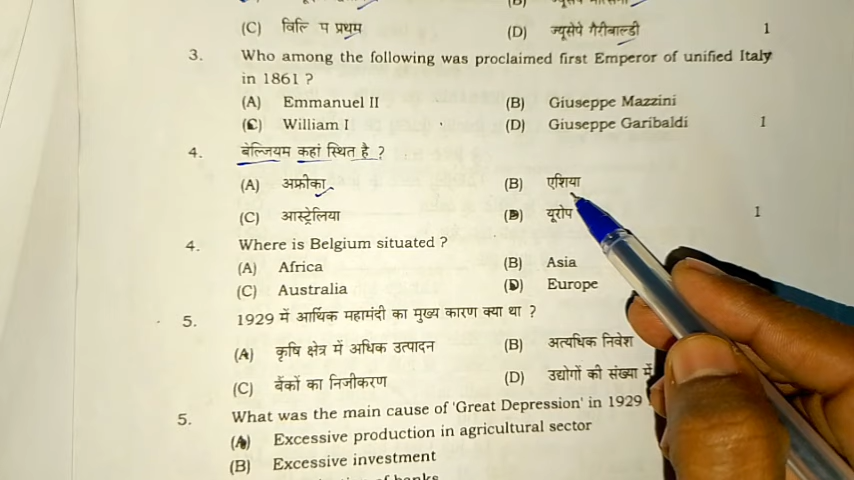 (C) प्रथम (D) ज्यूसेपे गैरीबाल्डी 1
3. Who among the following was proclaimed first Emperor of unified Italy
in 1861 ?
(A) Emmanuel II (B) Giuseppe Mazzini
(C) William I (D) Giuseppe Garibaldi 1
4. बेल्जियम कहां स्थित है ?
(A) अफ्रीका (B) एशिया
(C) आस्ट्रेलिया (D) यूरोप 1
4. Where is Belgium situated ?
(A) Africa (B) Asia
(C) Australia (D) Europe
5. 1929 में आर्थिक महामंदी का मुख्य कारण क्या था ?
(A) कृषि क्षेत्र में अधिक उत्पादन (B) अत्यधिक निवेश
(C) बैंकों का निजीकरण (D) उद्योगों की संख्या में
5. What was the main cause of 'Great Depression' in 1929
(A) Excessive production in agricultural sector
(B) Excessive investment
of banks